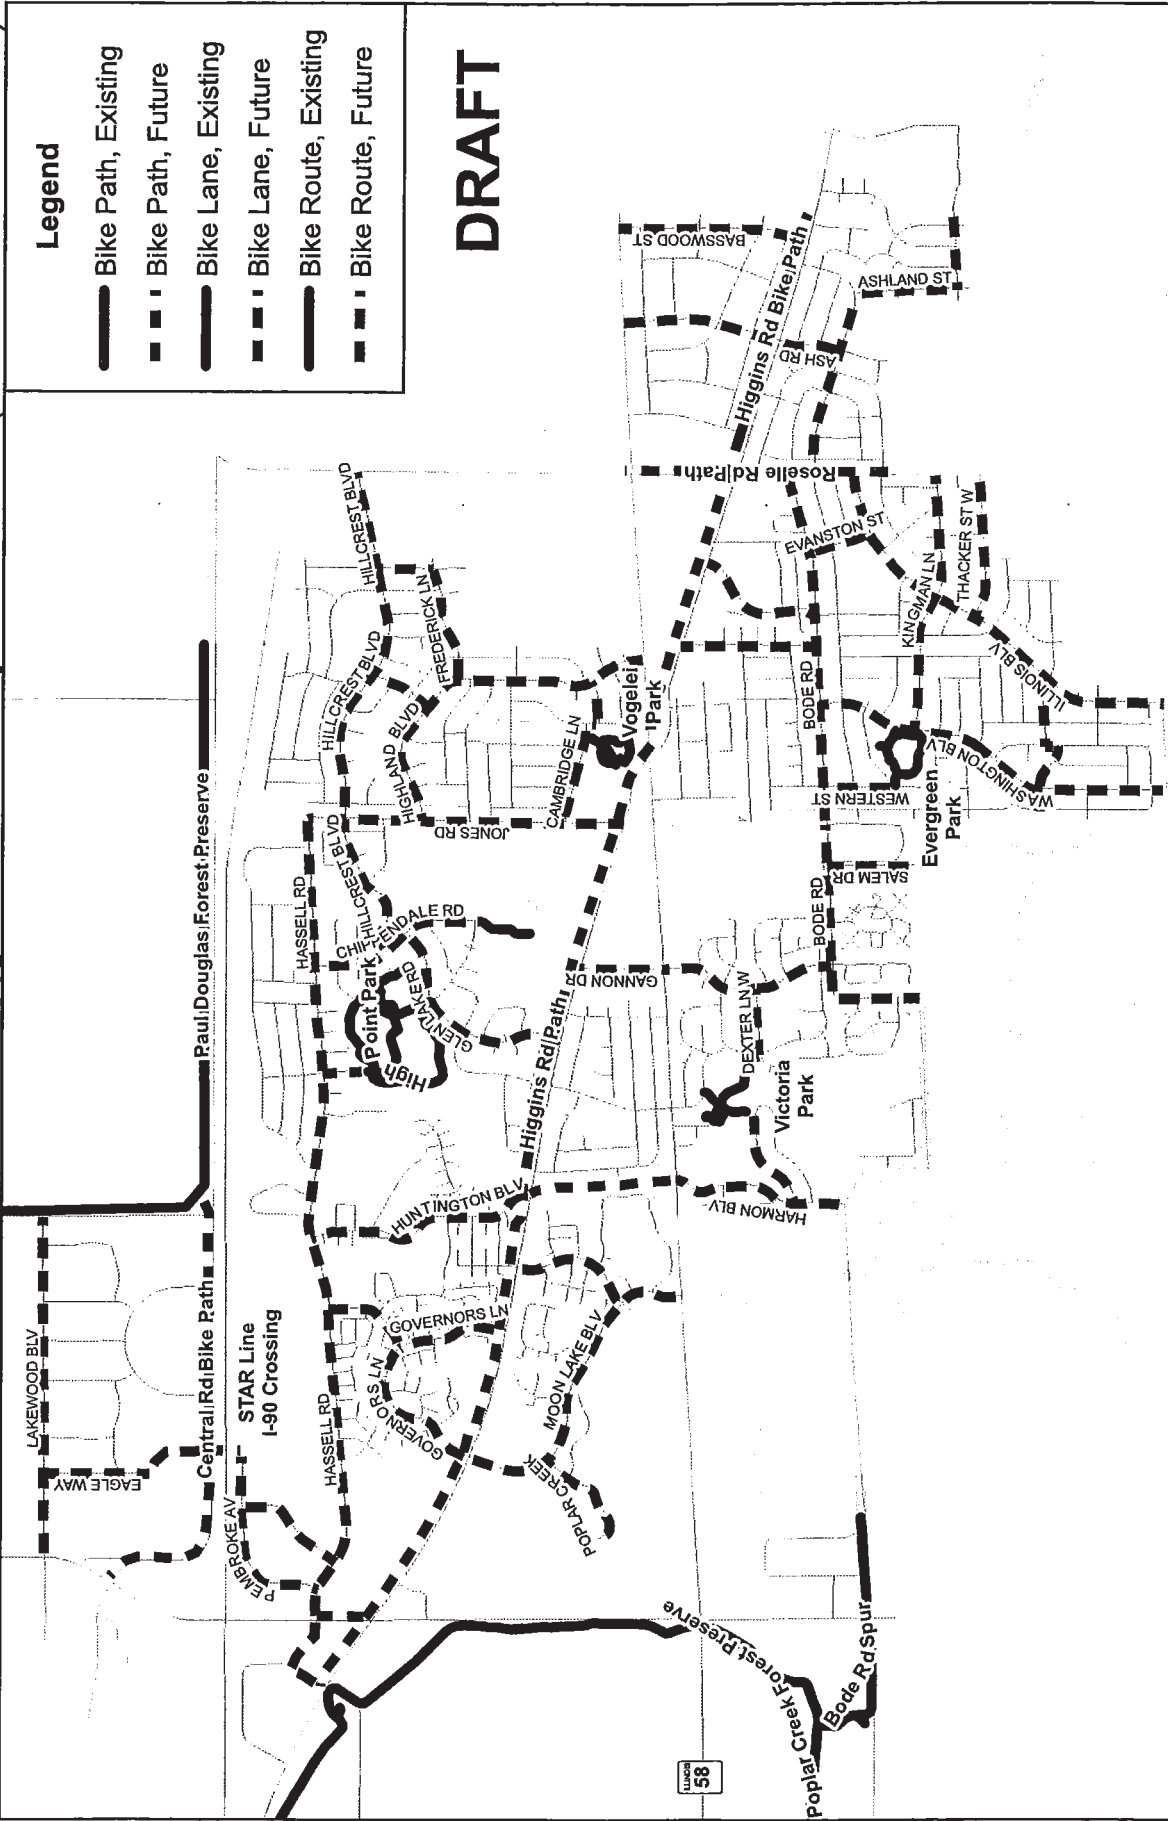 Legend
Bike Path, Existing
Bike Path, Future
Bike Lane, Existing
Bike Lane, Future
Bike Route, Existing
Bike Route, Future
DRAFT
LAKEWOOD BLV
EAGLE WAY
Central Rd Bike Path
Paul Douglas Forest Preserve
STAR Line
I-90 Crossing
PEMBROKE AV
HASSELL RD
HASSELL RD
HILLCREST BLVD
HILLCREST BLVD
HILLCREST BLVD
FREDERICK LN
HIGHLAND BLVD
JONES RD
CAMBRIDGE LN
Vogelei
Park
High
Point Park
GLEN LAKE RD
GOVERNORS LN
GOVERNORS LN
HUNTINGTON BLV
Higgins Rd Path
MOON LAKE BLV
POPLAR CREEK
GANNON DR
DEXTER LN W
Victoria
Park
HARMON BLV
BODE RD
BODE RD
SALEM DR
WESTERN ST
Evergreen
Park
WASHINGTON BLV
ILLINOIS BLV
KINGMAN LN
THACKER ST W
EVANSTON ST
Roselle Rd Path
Higgins Rd Bike Path
ASH RD
BASSWOOD ST
ASHLAND ST
Poplar Creek Forest Preserve
Bode Rd Spur
58